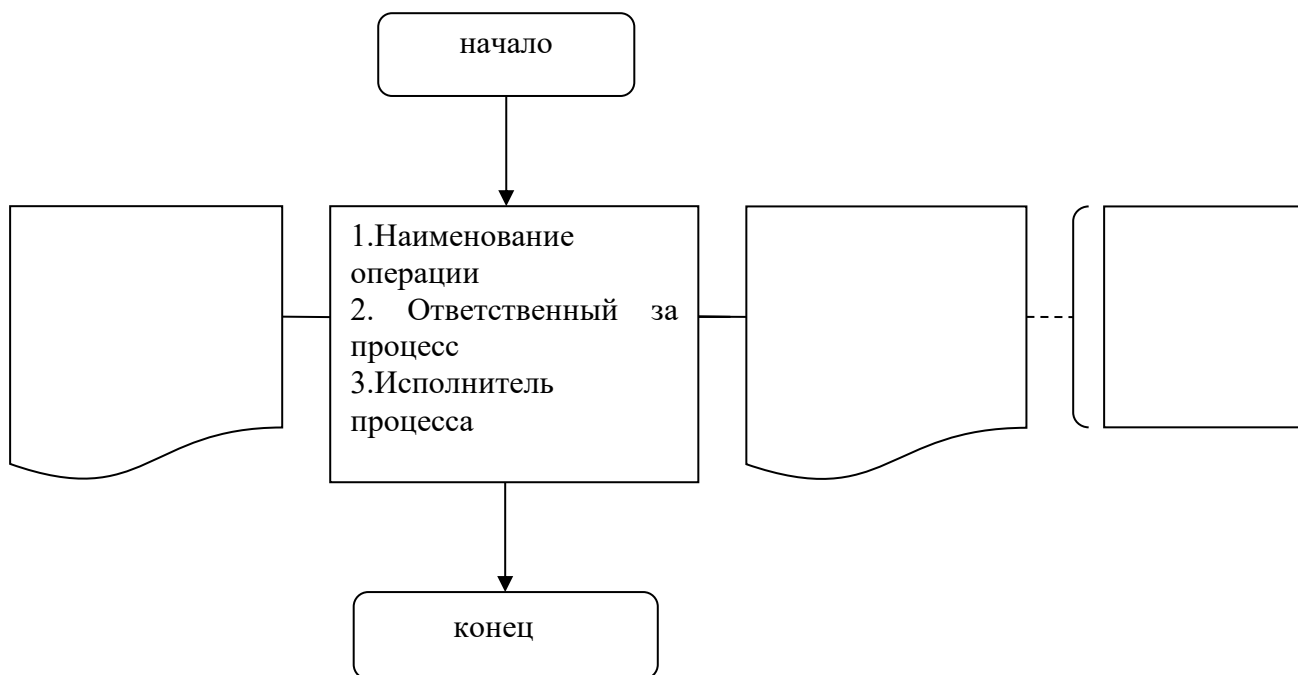 начало
1.Наименование
операции
2. Ответственный за
процесс
3.Исполнитель
процесса
конец